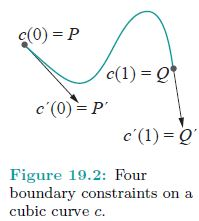 c(0) = P
c(1) = Q
c′(0) = P′
c′(1) = Q′
Figure 19.2: Four
boundary constraints on a
cubic curve c.